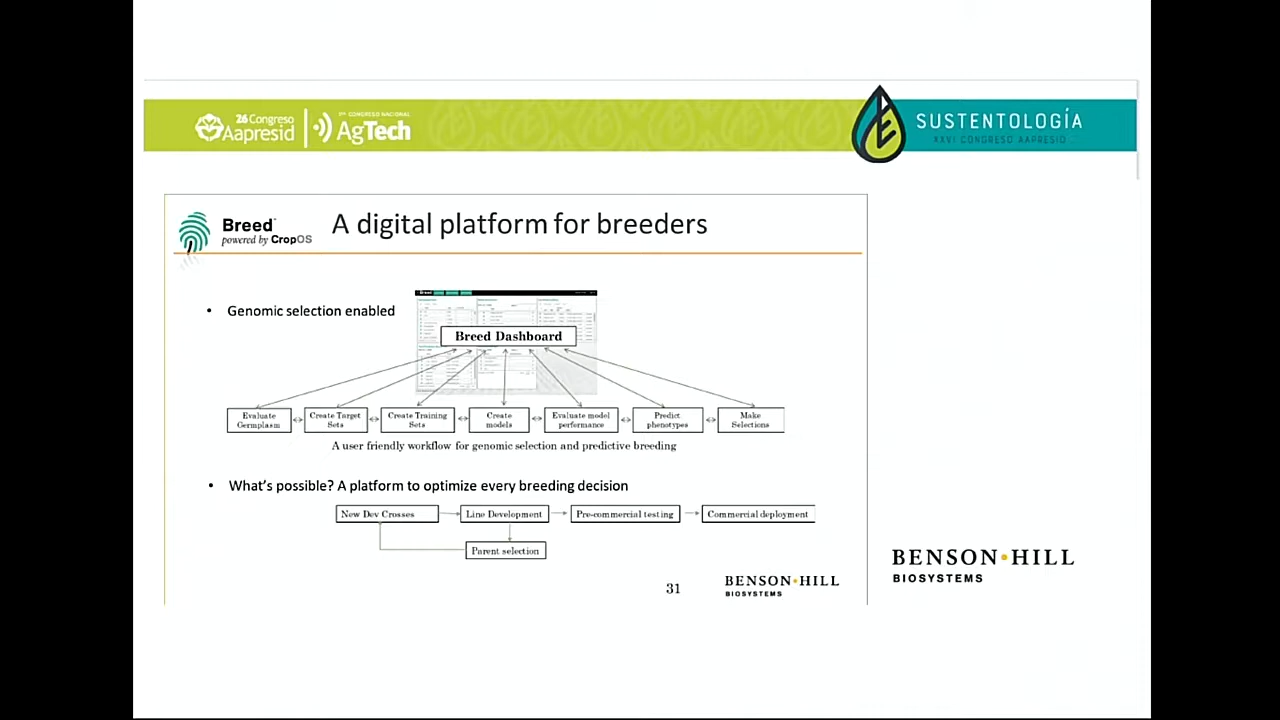 26 Congreso
Aapresid
1er CONGRESO NACIONAL
AgTech
SUSTENTOLOGÍA
XXVI CONGRESO AAPRESID
Breed™
powered by CropOS
A digital platform for breeders
• Genomic selection enabled
Breed
Breed Dashboard
Evaluate Germplasm
Create Target Sets
Create Training Sets
Create models
Evaluate model performance
Predict phenotypes
Make Selections
A user friendly workflow for genomic selection and predictive breeding
• What's possible? A platform to optimize every breeding decision
New Dev Crosses
Line Development
Pre-commercial testing
Commercial deployment
Parent selection
31
BENSON HILL
BIOSYSTEMS
BENSON HILL
BIOSYSTEMS